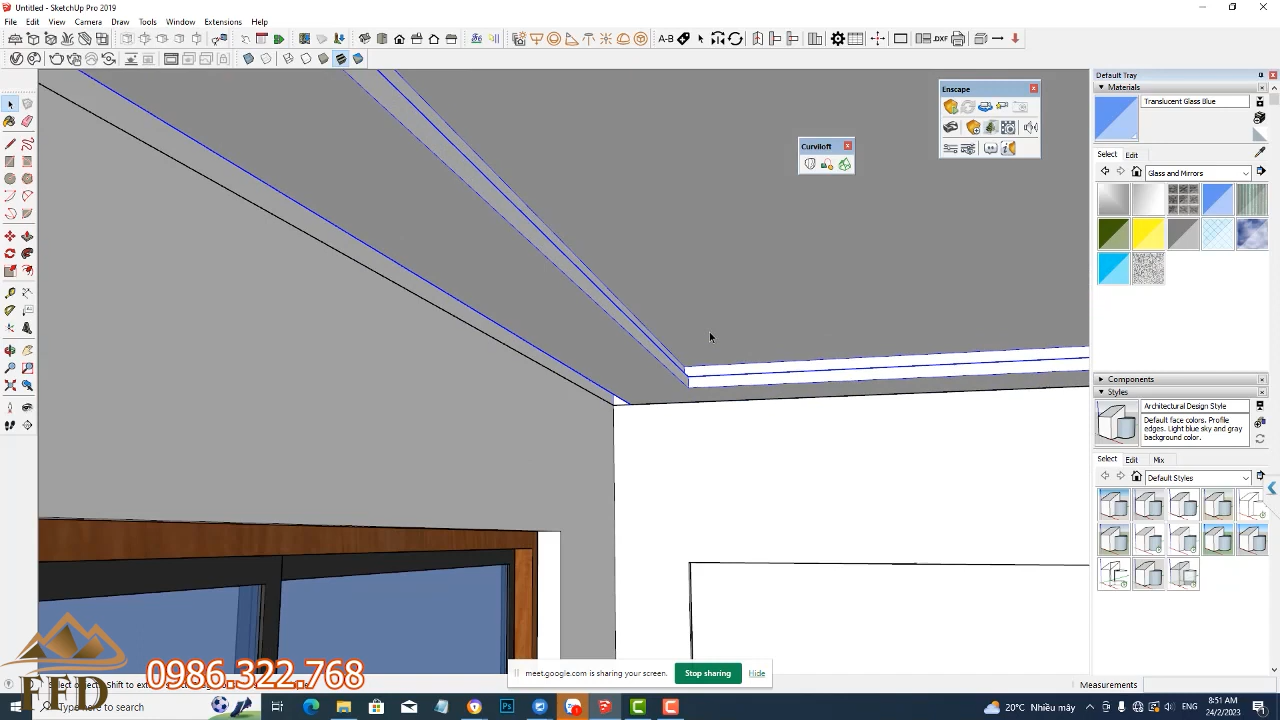 Untitled - SketchUp Pro 2019
File Edit View Camera Draw Tools Window Extensions Help
A-B
DXF
Default Tray
Enscape
Materials
Translucent Glass Blue
Curviloft
Select Edit
Glass and Mirrors
Components
Styles
Architectural Design Style
Default face colors. Profile edges. Light blue sky and gray background color.
Select Edit Mix
Default Styles
0986.322.768
meet.google.com is sharing your screen.
Stop sharing
Hide
Measurements
FFD
Type here to search
Ps
20°C Nhiều mây
ENG
8:51 AM
24/2/2023